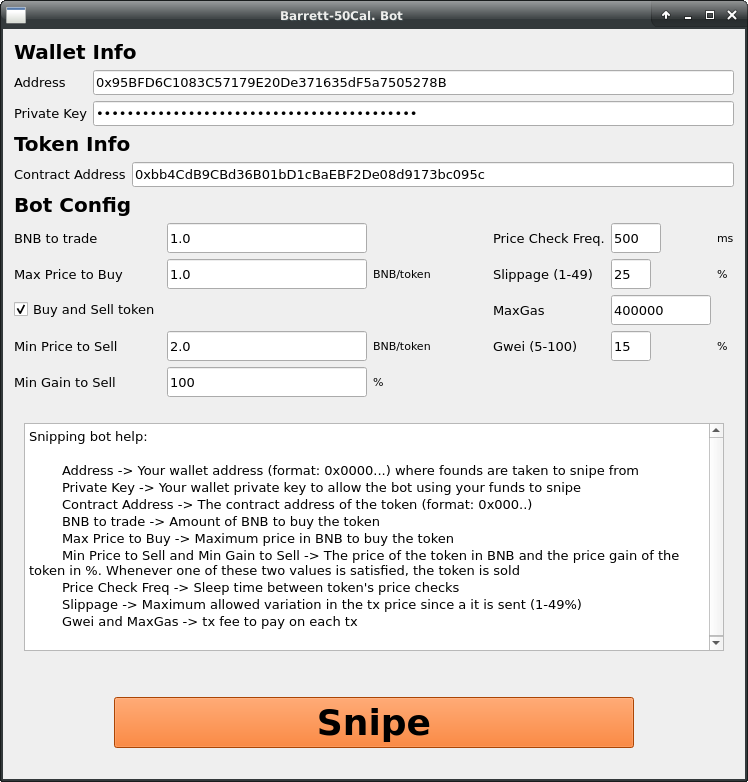 Barrett-50Cal. Bot
Wallet Info
Address 0x95BFD6C1083C57179E20De371635dF5a7505278B
Private Key ••••••••••••••••••••••••••••••••••••••••••
Token Info
Contract Address 0xbb4CdB9CBd36B01bD1cBaEBF2De08d9173bc095c
Bot Config
BNB to trade 1.0 Price Check Freq. 500 ms
Max Price to Buy 1.0 BNB/token Slippage (1-49) 25 %
Buy and Sell token MaxGas 400000
Min Price to Sell 2.0 BNB/token Gwei (5-100) 15 %
Min Gain to Sell 100 %
Snipping bot help:
Address -> Your wallet address (format: 0x0000...) where founds are taken to snipe from
Private Key -> Your wallet private key to allow the bot using your funds to snipe
Contract Address -> The contract address of the token (format: 0x000..)
BNB to trade -> Amount of BNB to buy the token
Max Price to Buy -> Maximum price in BNB to buy the token
Min Price to Sell and Min Gain to Sell -> The price of the token in BNB and the price gain of the
token in %. Whenever one of these two values is satisfied, the token is sold
Price Check Freq -> Sleep time between token's price checks
Slippage -> Maximum allowed variation in the tx price since a it is sent (1-49%)
Gwei and MaxGas -> tx fee to pay on each tx
Snipe